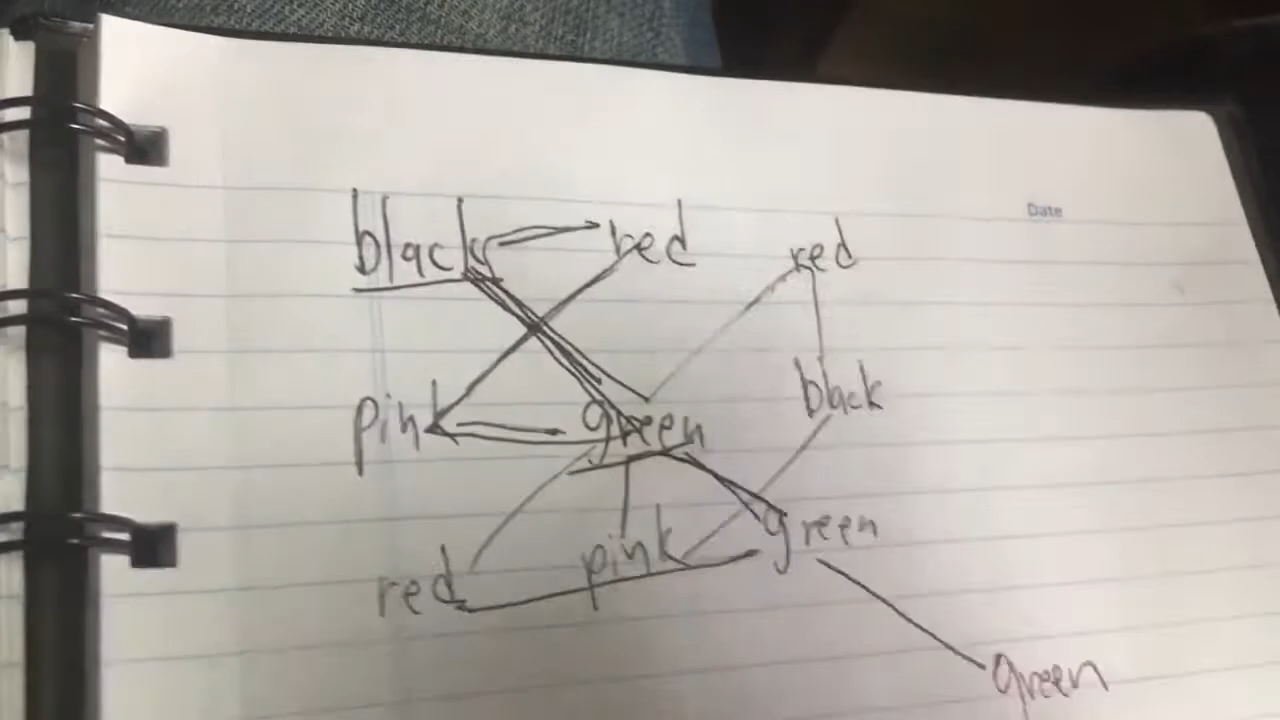 Date
black red red
pink green black
red pink green
green